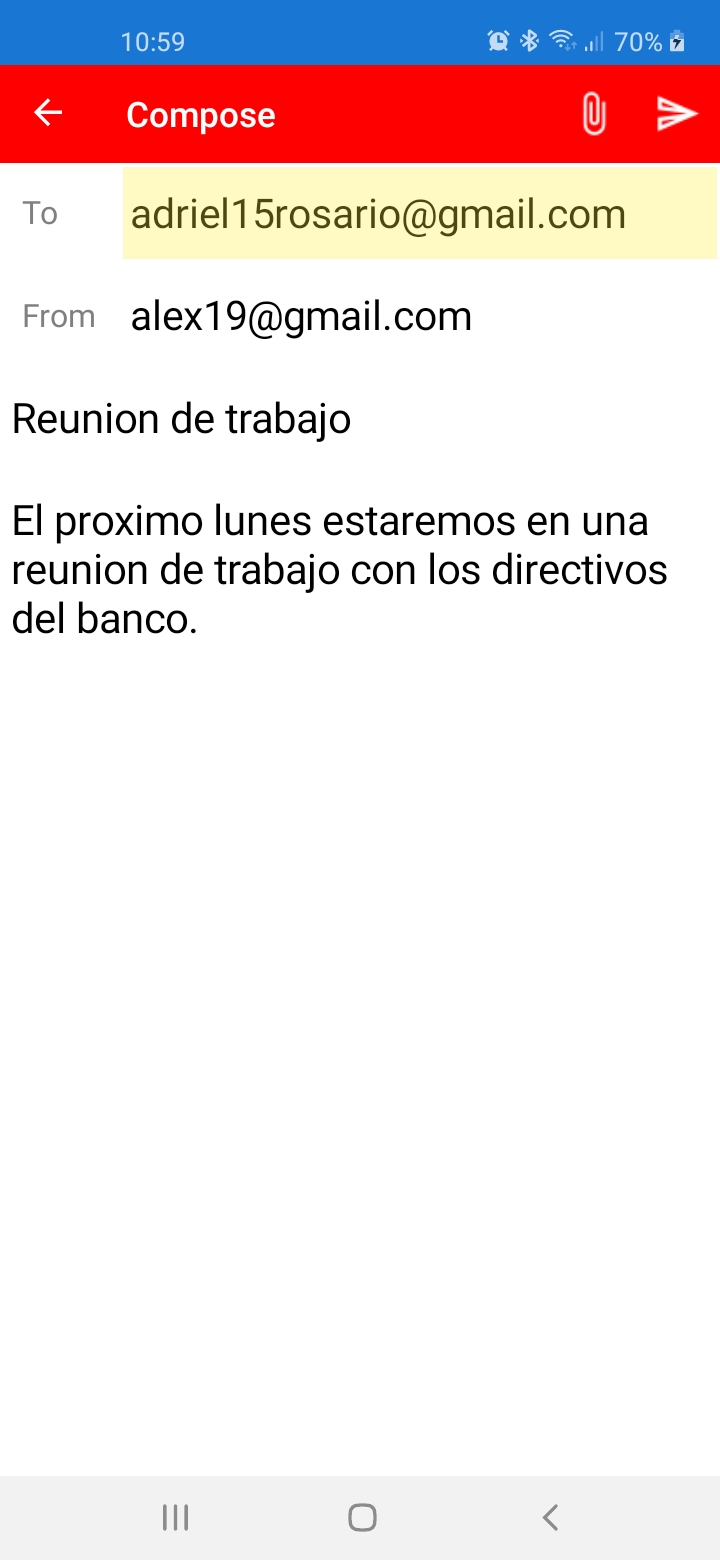 10:59 70%
Compose
To adriel15rosario@gmail.com
From alex19@gmail.com
Reunion de trabajo
El proximo lunes estaremos en una
reunion de trabajo con los directivos
del banco.